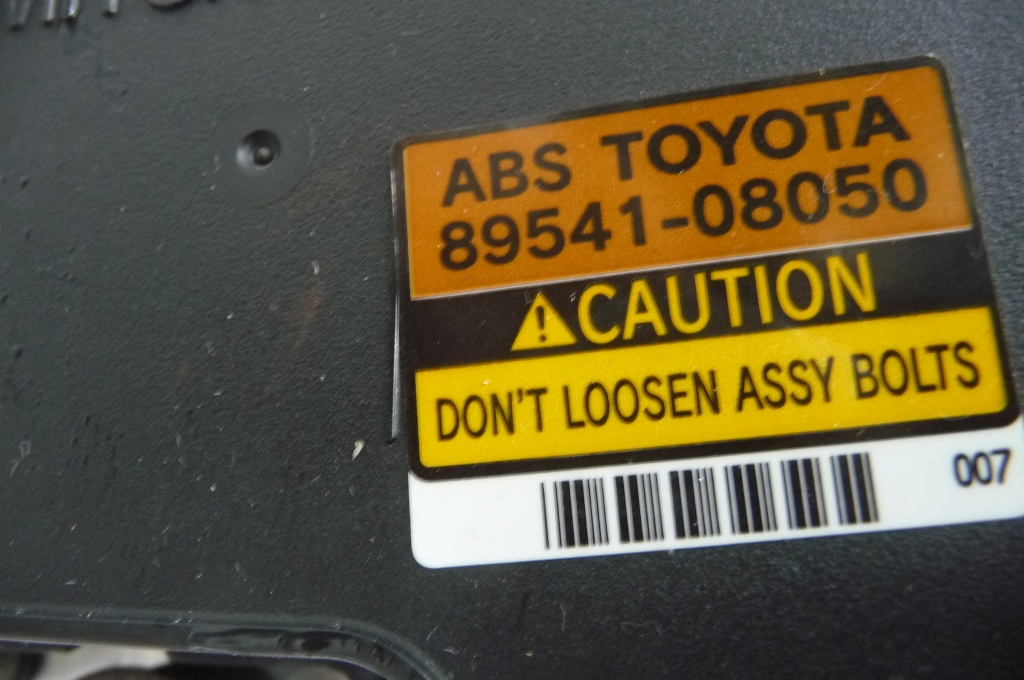 ABS TOYOTA
89541-08050
CAUTION
DON'T LOOSEN ASSY BOLTS
007